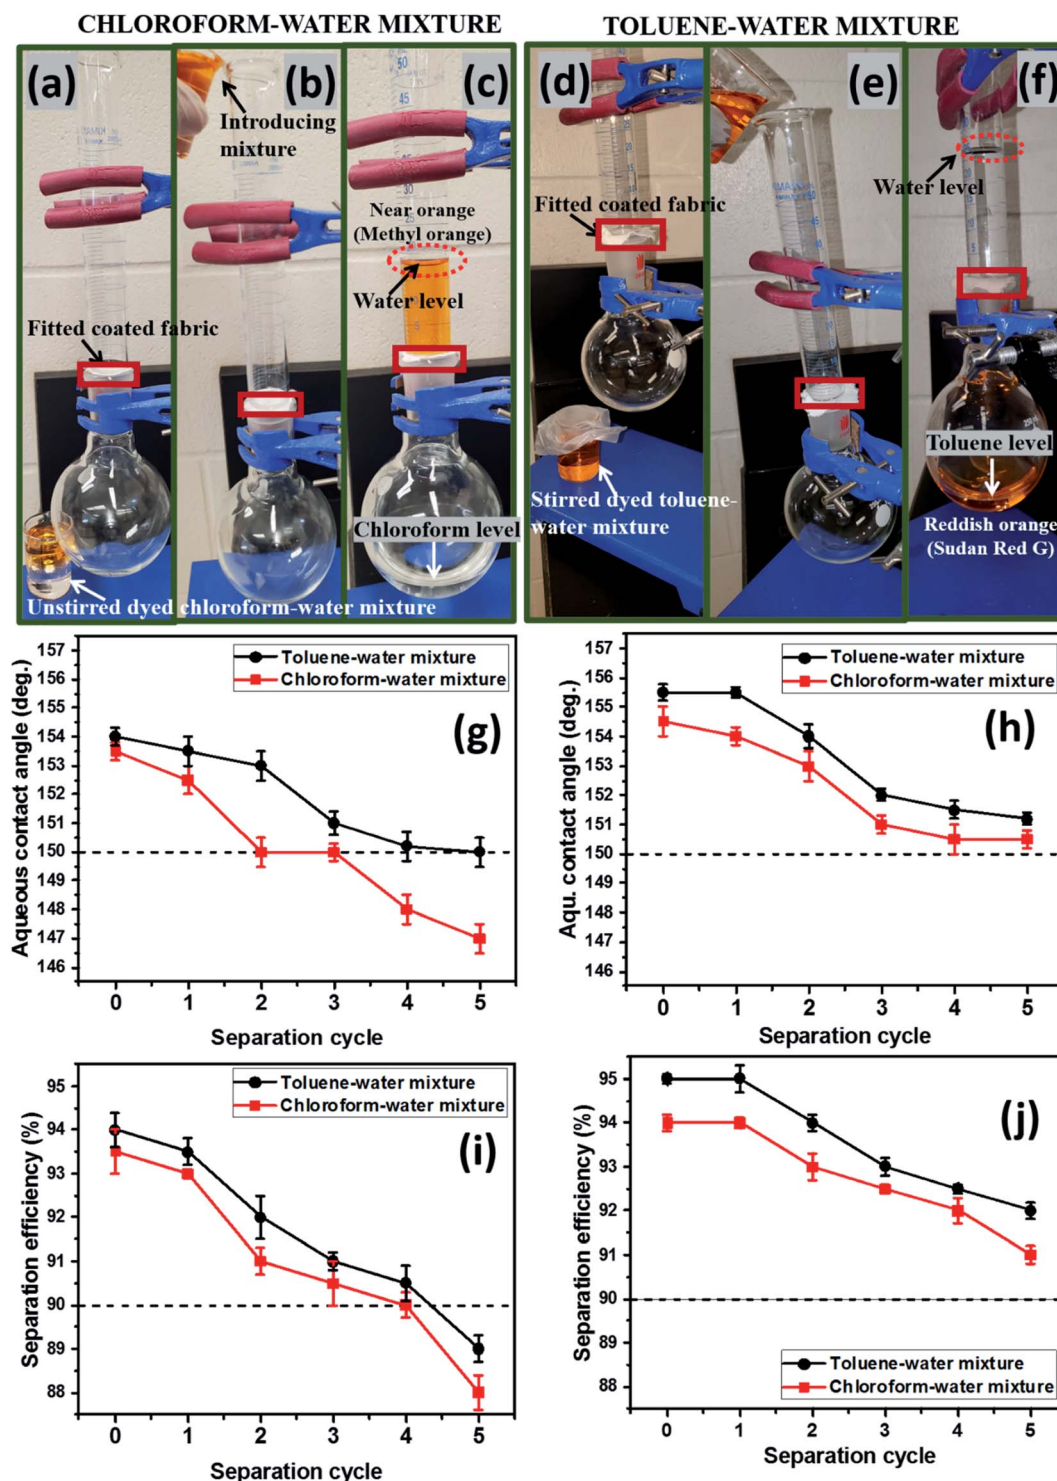 CHLOROFORM-WATER MIXTURE
TOLUENE-WATER MIXTURE
(a)
(b)
(c)
(d)
(e)
(f)
Introducing
mixture
Near orange
(Methyl orange)
Water level
Fitted coated fabric
Chloroform level
Unstirred dyed chloroform-water mixture
Fitted coated fabric
Stirred dyed toluene-
water mixture
Water level
Toluene level
Reddish orange
(Sudan Red G)
Aqueous contact angle (deg.)
157
156
155
154
153
152
151
150
149
148
147
146
Toluene-water mixture
Chloroform-water mixture
(g)
0 1 2 3 4 5
Separation cycle
Aqu. contact angle (deg.)
157
156
155
154
153
152
151
150
149
148
147
146
Toluene-water mixture
Chloroform-water mixture
(h)
0 1 2 3 4 5
Separation cycle
Separation efficiency (%)
95
94
93
92
91
90
89
88
Toluene-water mixture
Chloroform-water mixture
(i)
0 1 2 3 4 5
Separation cycle
Separation efficiency (%)
95
94
93
92
91
90
89
88
(j)
Toluene-water mixture
Chloroform-water mixture
0 1 2 3 4 5
Separation cycle